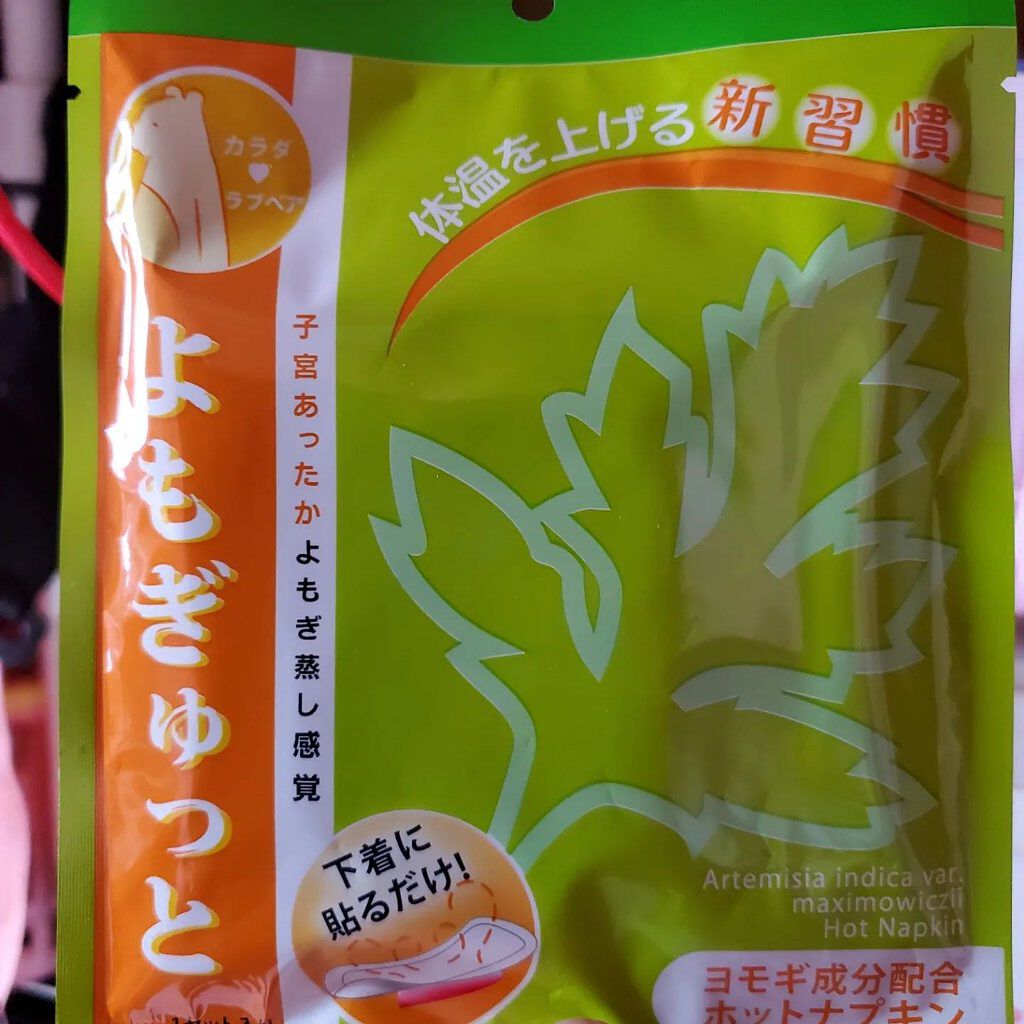 体温を上げる新習慣
カラダ
ラブベア
よもぎゅっと
子宮あったかよもぎ蒸し感覚
下着に
貼るだけ!
Artemisia indica var.
maximowiczii
Hot Napkin
ヨモギ成分配合
ホットナプキン